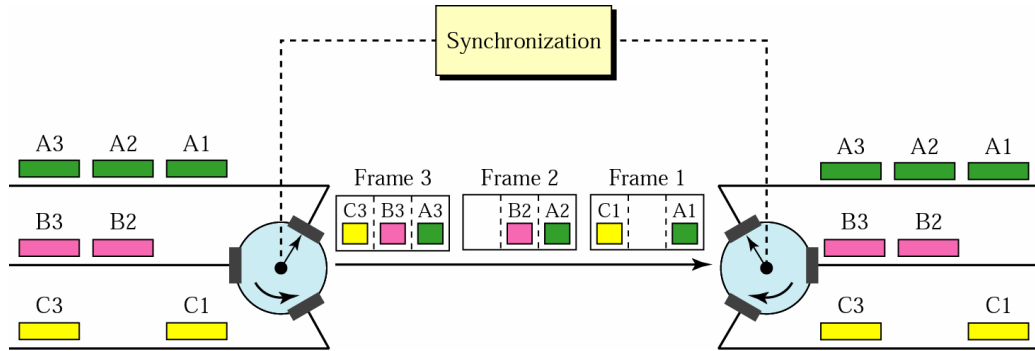 Synchronization
A3 A2 A1
A3 A2 A1
Frame 3 Frame 2 Frame 1
C3 B3 A3
B2 A2
C1 A1
B3 B2
B3 B2
C3 C1
C3 C1